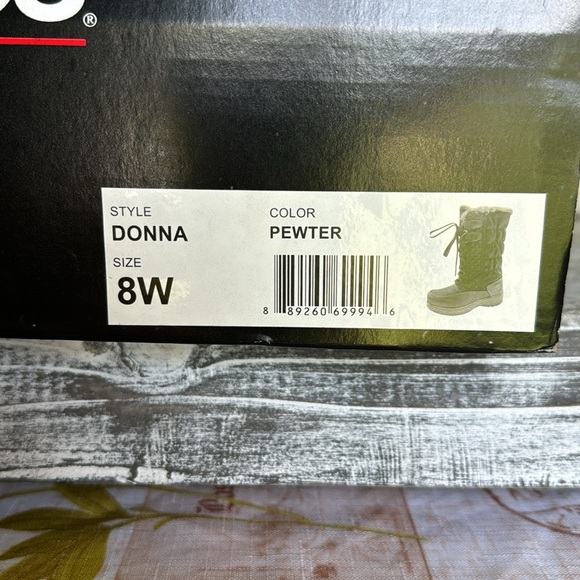 ®
STYLE COLOR
DONNA PEWTER
SIZE
8W
8 89260 69994 6